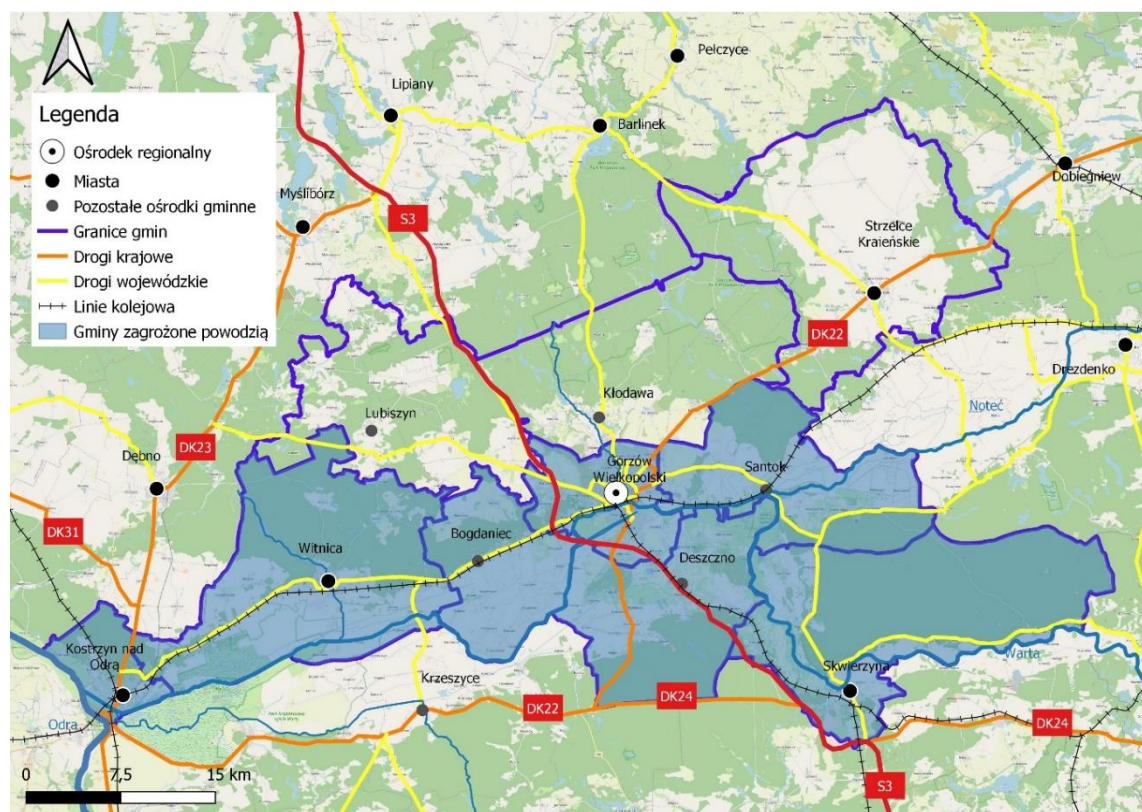 Pełczyce
Lipiany
Legenda
Ośrodek regionalny
Miasta
Pozostałe ośrodki gminne
Granice gmin
Drogi krajowe
Drogi wojewódzkie
Linie kolejowa
Gminy zagrożone powodzią
Barlinek
Dobiegniew
Myślibórz
S3
Strzelce
Kraieńskie
DK22
Drezdenko
Kłodawa
Noteć
Lubiszyn
DK23
Dębno
Gorzów
Wielkopolski
Santok
DK31
Witnica
Bogdaniec
Deszczno
Kostrzyn nad
Odrą
Skwierzyna
Warta
Krzeszyce
DK22
DK24
DK24
Odra
0
7,5
15 km
S3